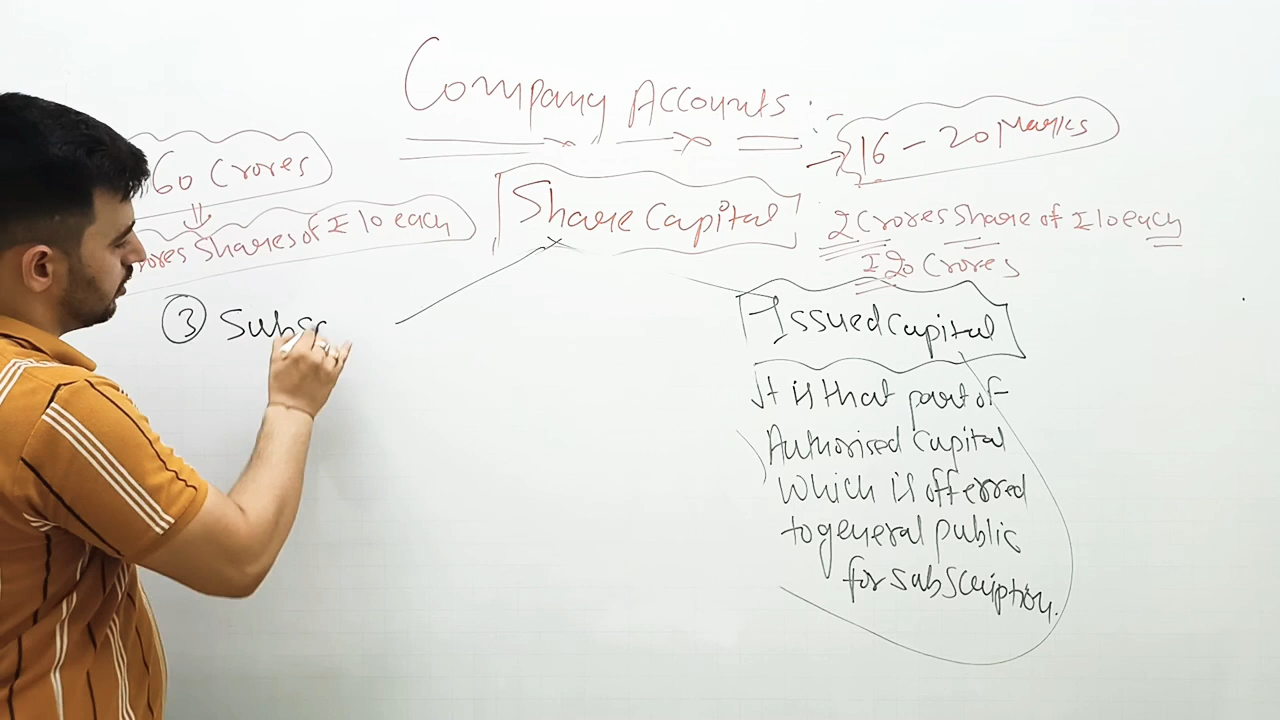 Company Accounts :-
16 - 20 Marks
60 Crores
Share Capital
ores Shares of ₹ 10 each
2 Crores Share of ₹ 10 each
₹ 20 Crores
③ Subsc
Issued Capital
It is that part of
Authorised Capital
which is offerred
to general public
for subscription.